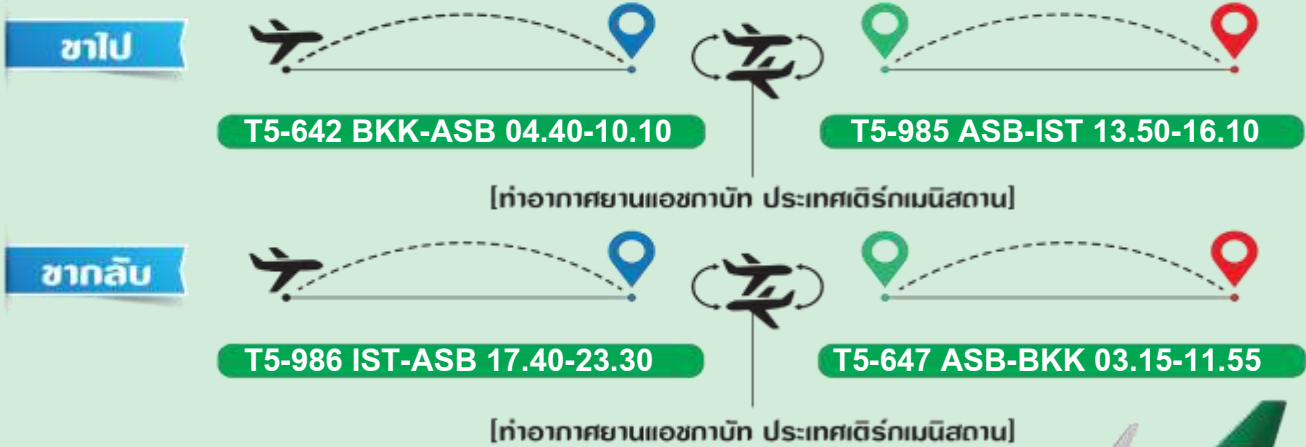 ขาไป
T5-642 BKK-ASB 04.40-10.10
T5-985 ASB-IST 13.50-16.10
[ท่าอากาศยานแอชกาบัท ประเทศเติร์กเมนิสถาน]
ขากลับ
T5-986 IST-ASB 17.40-23.30
T5-647 ASB-BKK 03.15-11.55
[ท่าอากาศยานแอชกาบัท ประเทศเติร์กเมนิสถาน]